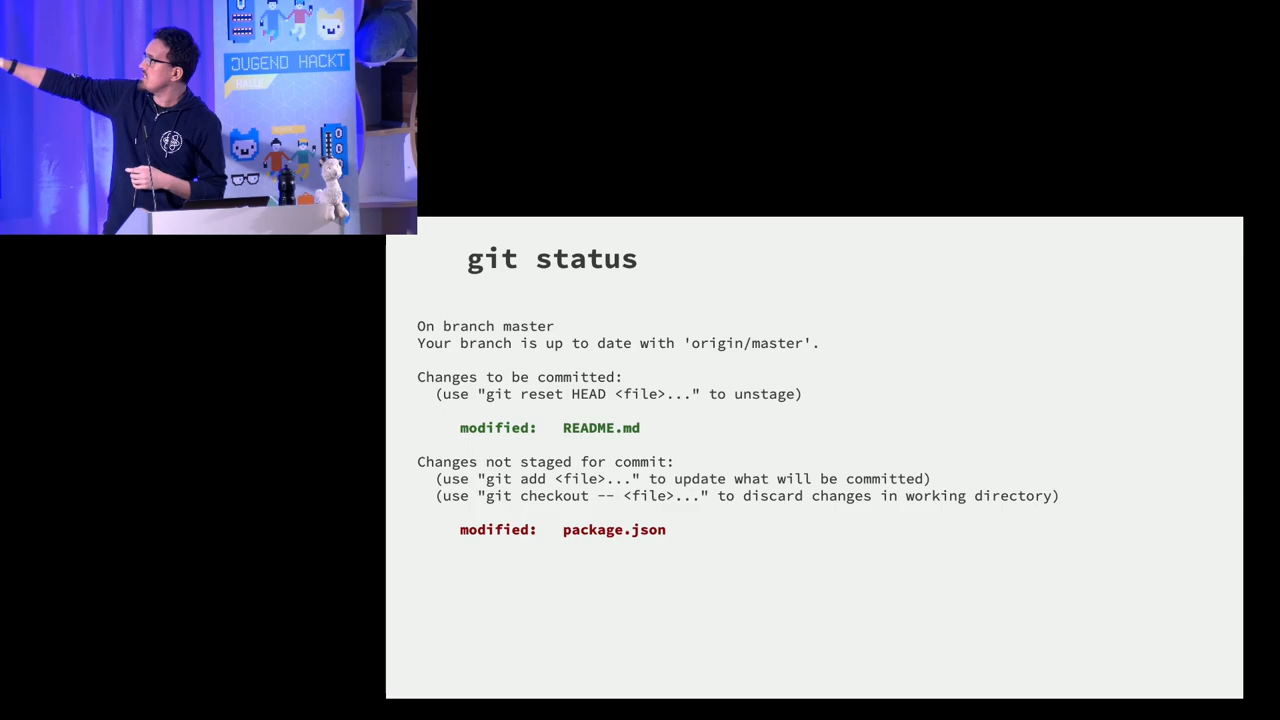 JUGEND HACKT
HALLE
git status
On branch master
Your branch is up to date with 'origin/master'.
Changes to be committed:
(use "git reset HEAD <file>..." to unstage)
modified: README.md
Changes not staged for commit:
(use "git add <file>..." to update what will be committed)
(use "git checkout -- <file>..." to discard changes in working directory)
modified: package.json